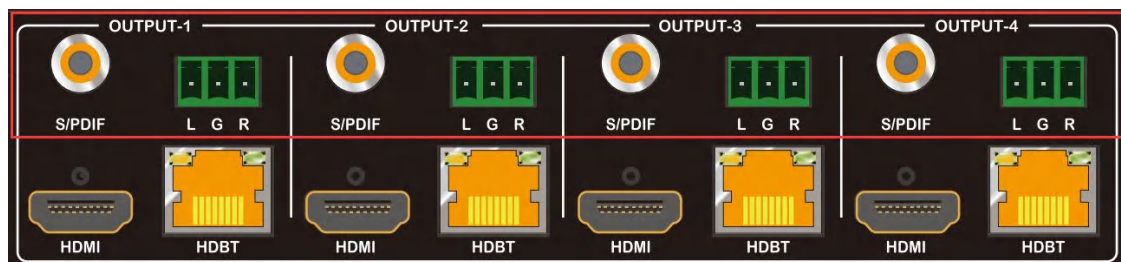 OUTPUT-1 OUTPUT-2 OUTPUT-3 OUTPUT-4
S/PDIF L G R S/PDIF L G R S/PDIF L G R S/PDIF L G R
HDMI HDBT HDMI HDBT HDMI HDBT HDMI HDBT